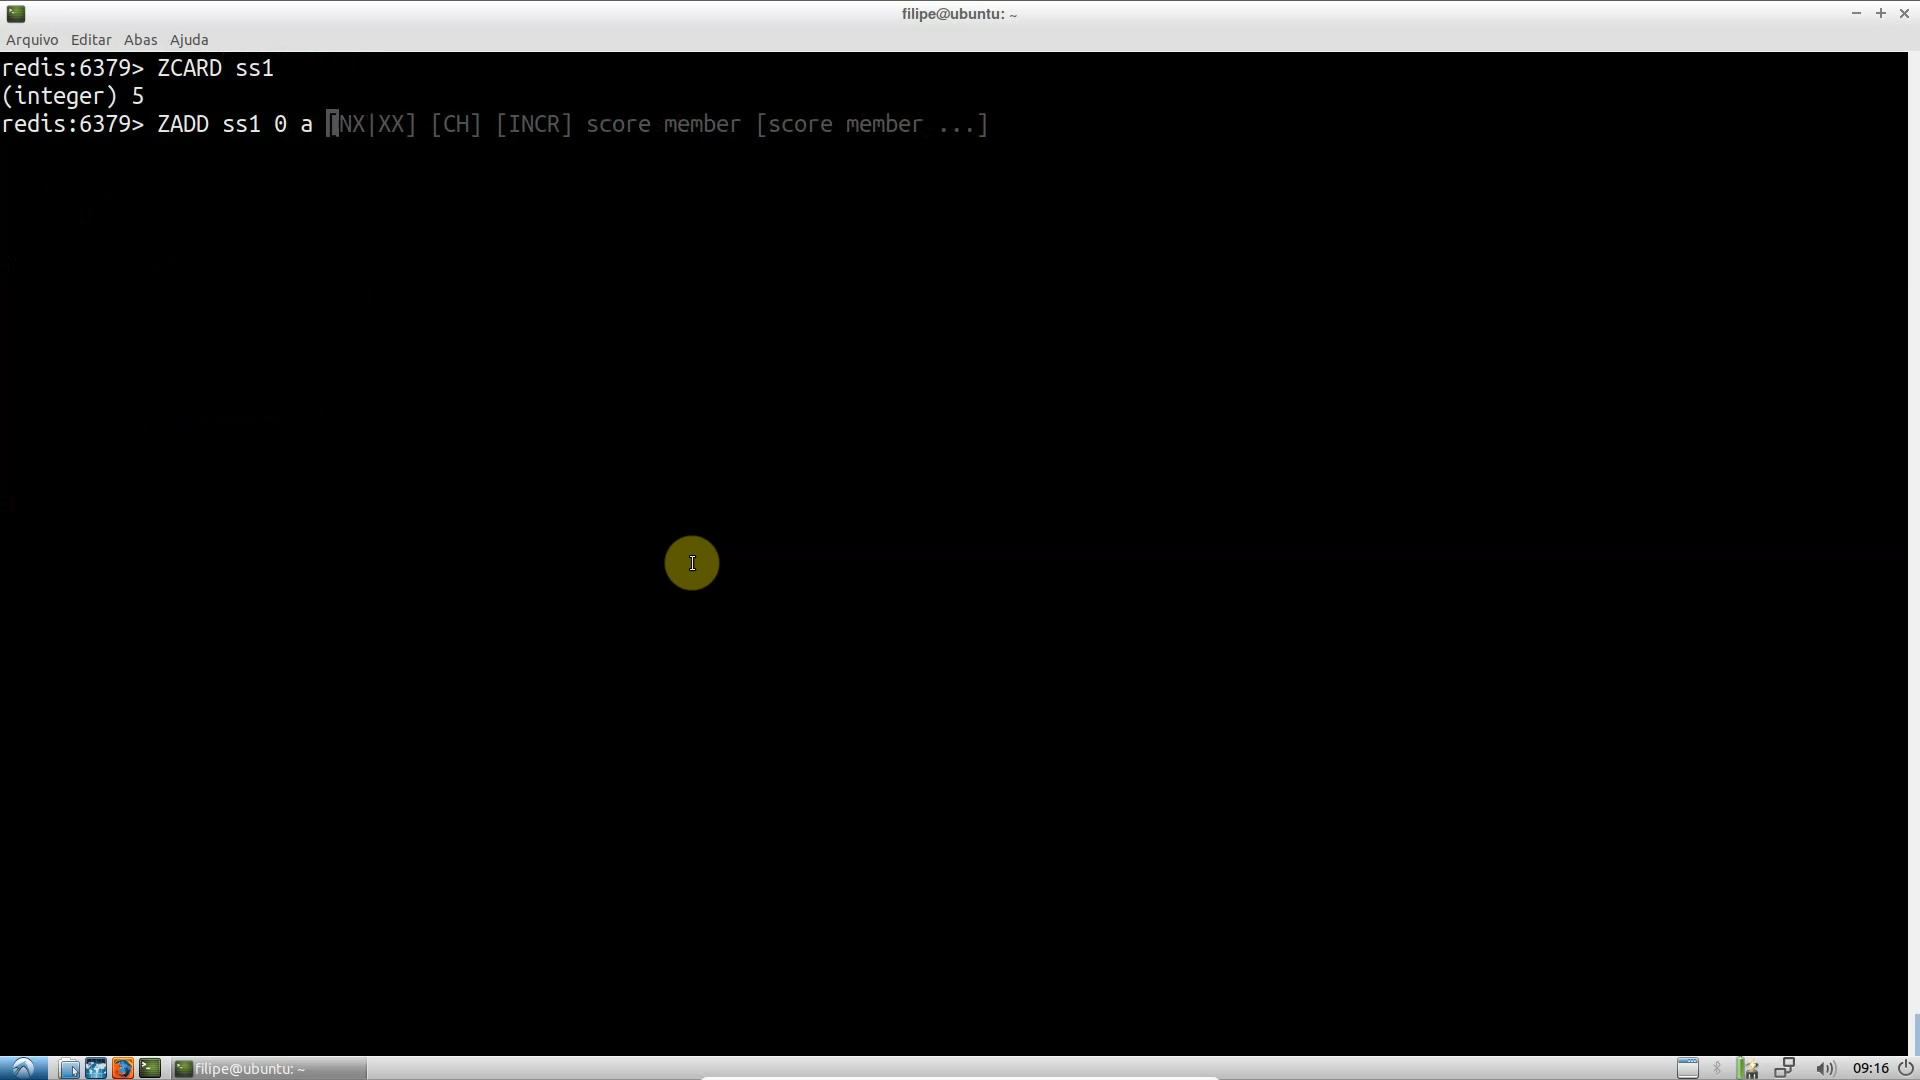 filipe@ubuntu: ~
Arquivo Editar Abas Ajuda
redis:6379> ZCARD ss1
(integer) 5
redis:6379> ZADD ss1 0 a [NX|XX] [CH] [INCR] score member [score member ...]
filipe@ubuntu: ~
09:16